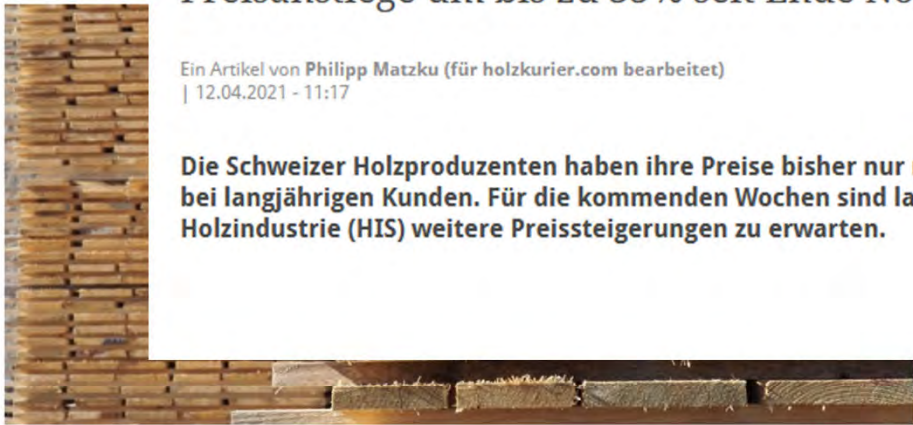 Ein Artikel von Philipp Matzku (für holzkurier.com bearbeitet)
| 12.04.2021 - 11:17
Die Schweizer Holzproduzenten haben ihre Preise bisher nur
bei langjährigen Kunden. Für die kommenden Wochen sind
Holzindustrie (HIS) weitere Preissteigerungen zu erwarten.